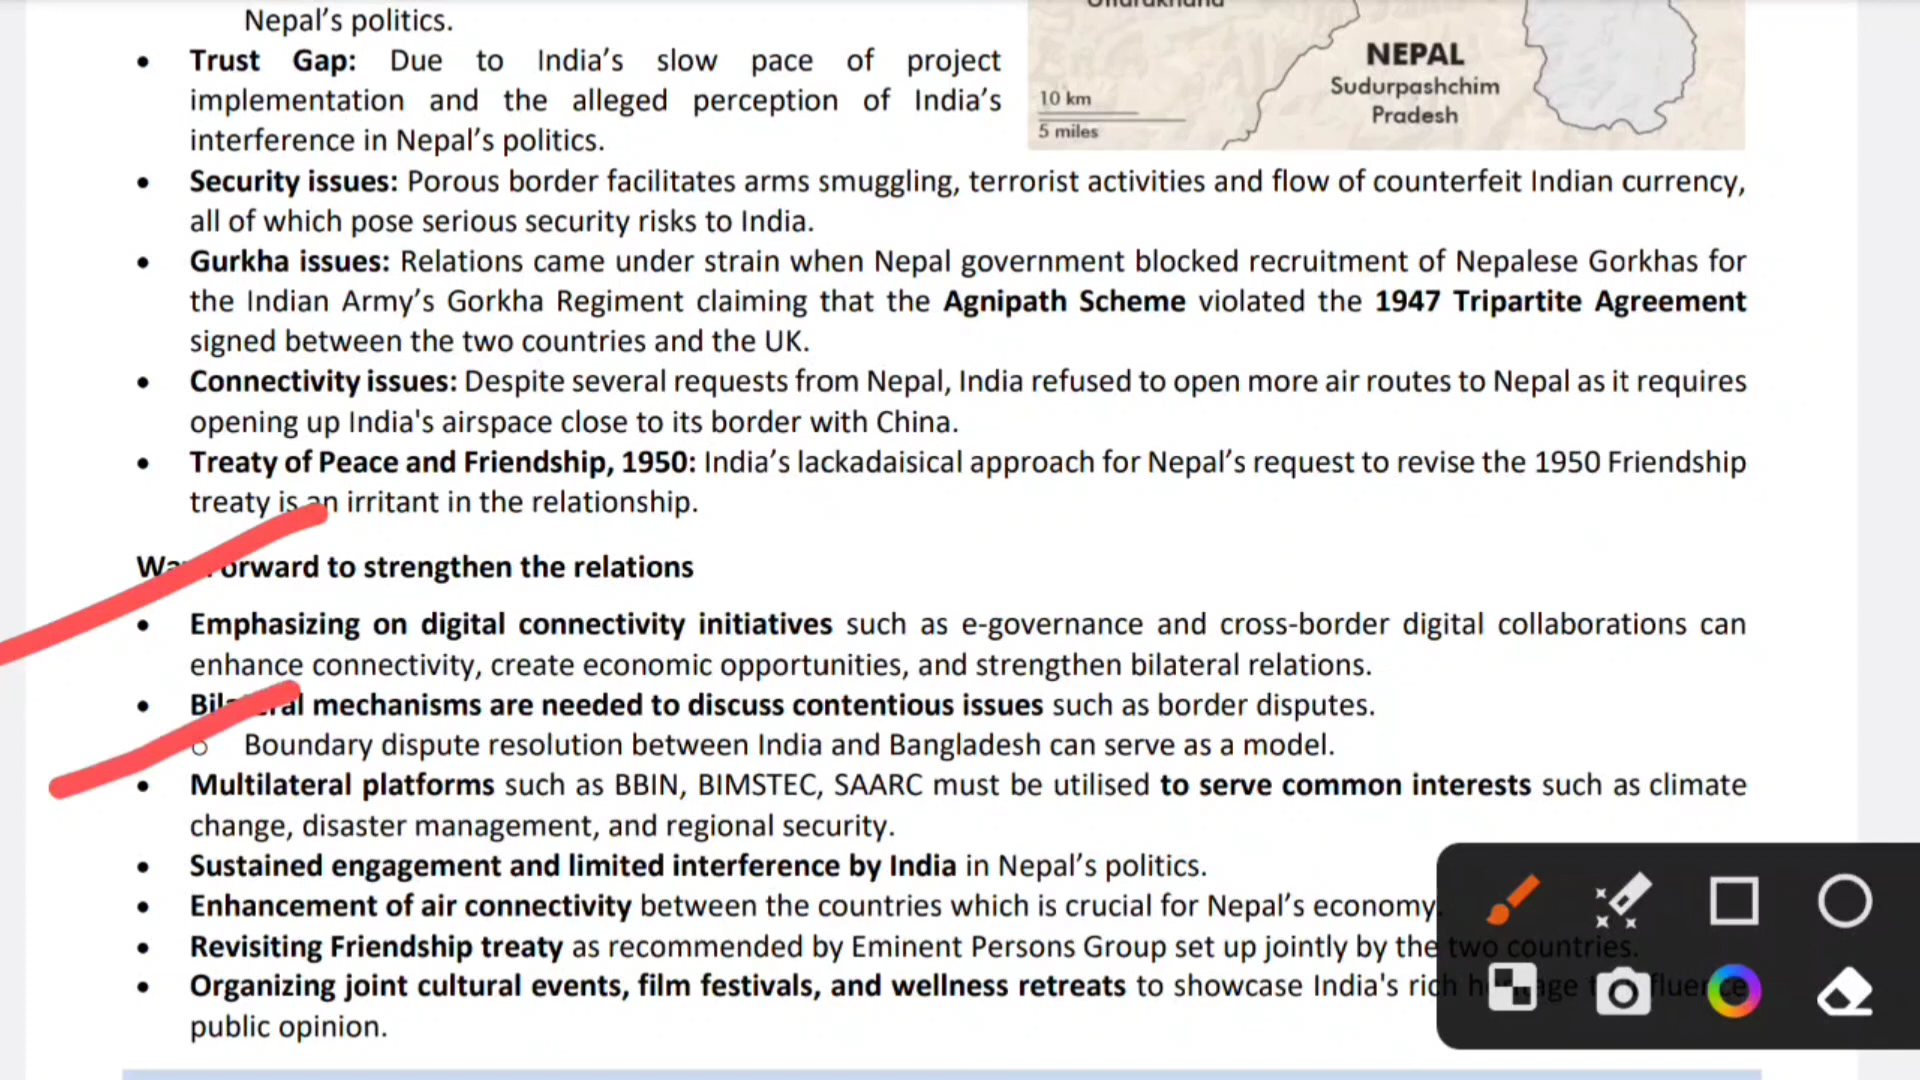 Nepal’s politics.
• Trust Gap: Due to India’s slow pace of project
implementation and the alleged perception of India’s
interference in Nepal’s politics.
NEPAL
Sudurpashchim
Pradesh
10 km
5 miles
• Security issues: Porous border facilitates arms smuggling, terrorist activities and flow of counterfeit Indian currency,
all of which pose serious security risks to India.
• Gurkha issues: Relations came under strain when Nepal government blocked recruitment of Nepalese Gorkhas for
the Indian Army’s Gorkha Regiment claiming that the Agnipath Scheme violated the 1947 Tripartite Agreement
signed between the two countries and the UK.
• Connectivity issues: Despite several requests from Nepal, India refused to open more air routes to Nepal as it requires
opening up India's airspace close to its border with China.
• Treaty of Peace and Friendship, 1950: India’s lackadaisical approach for Nepal’s request to revise the 1950 Friendship
treaty is an irritant in the relationship.
Way forward to strengthen the relations
• Emphasizing on digital connectivity initiatives such as e-governance and cross-border digital collaborations can
enhance connectivity, create economic opportunities, and strengthen bilateral relations.
• Bilateral mechanisms are needed to discuss contentious issues such as border disputes.
o Boundary dispute resolution between India and Bangladesh can serve as a model.
• Multilateral platforms such as BBIN, BIMSTEC, SAARC must be utilised to serve common interests such as climate
change, disaster management, and regional security.
• Sustained engagement and limited interference by India in Nepal’s politics.
• Enhancement of air connectivity between the countries which is crucial for Nepal’s economy.
• Revisiting Friendship treaty as recommended by Eminent Persons Group set up jointly by the two countries.
• Organizing joint cultural events, film festivals, and wellness retreats to showcase India's rich
public opinion.